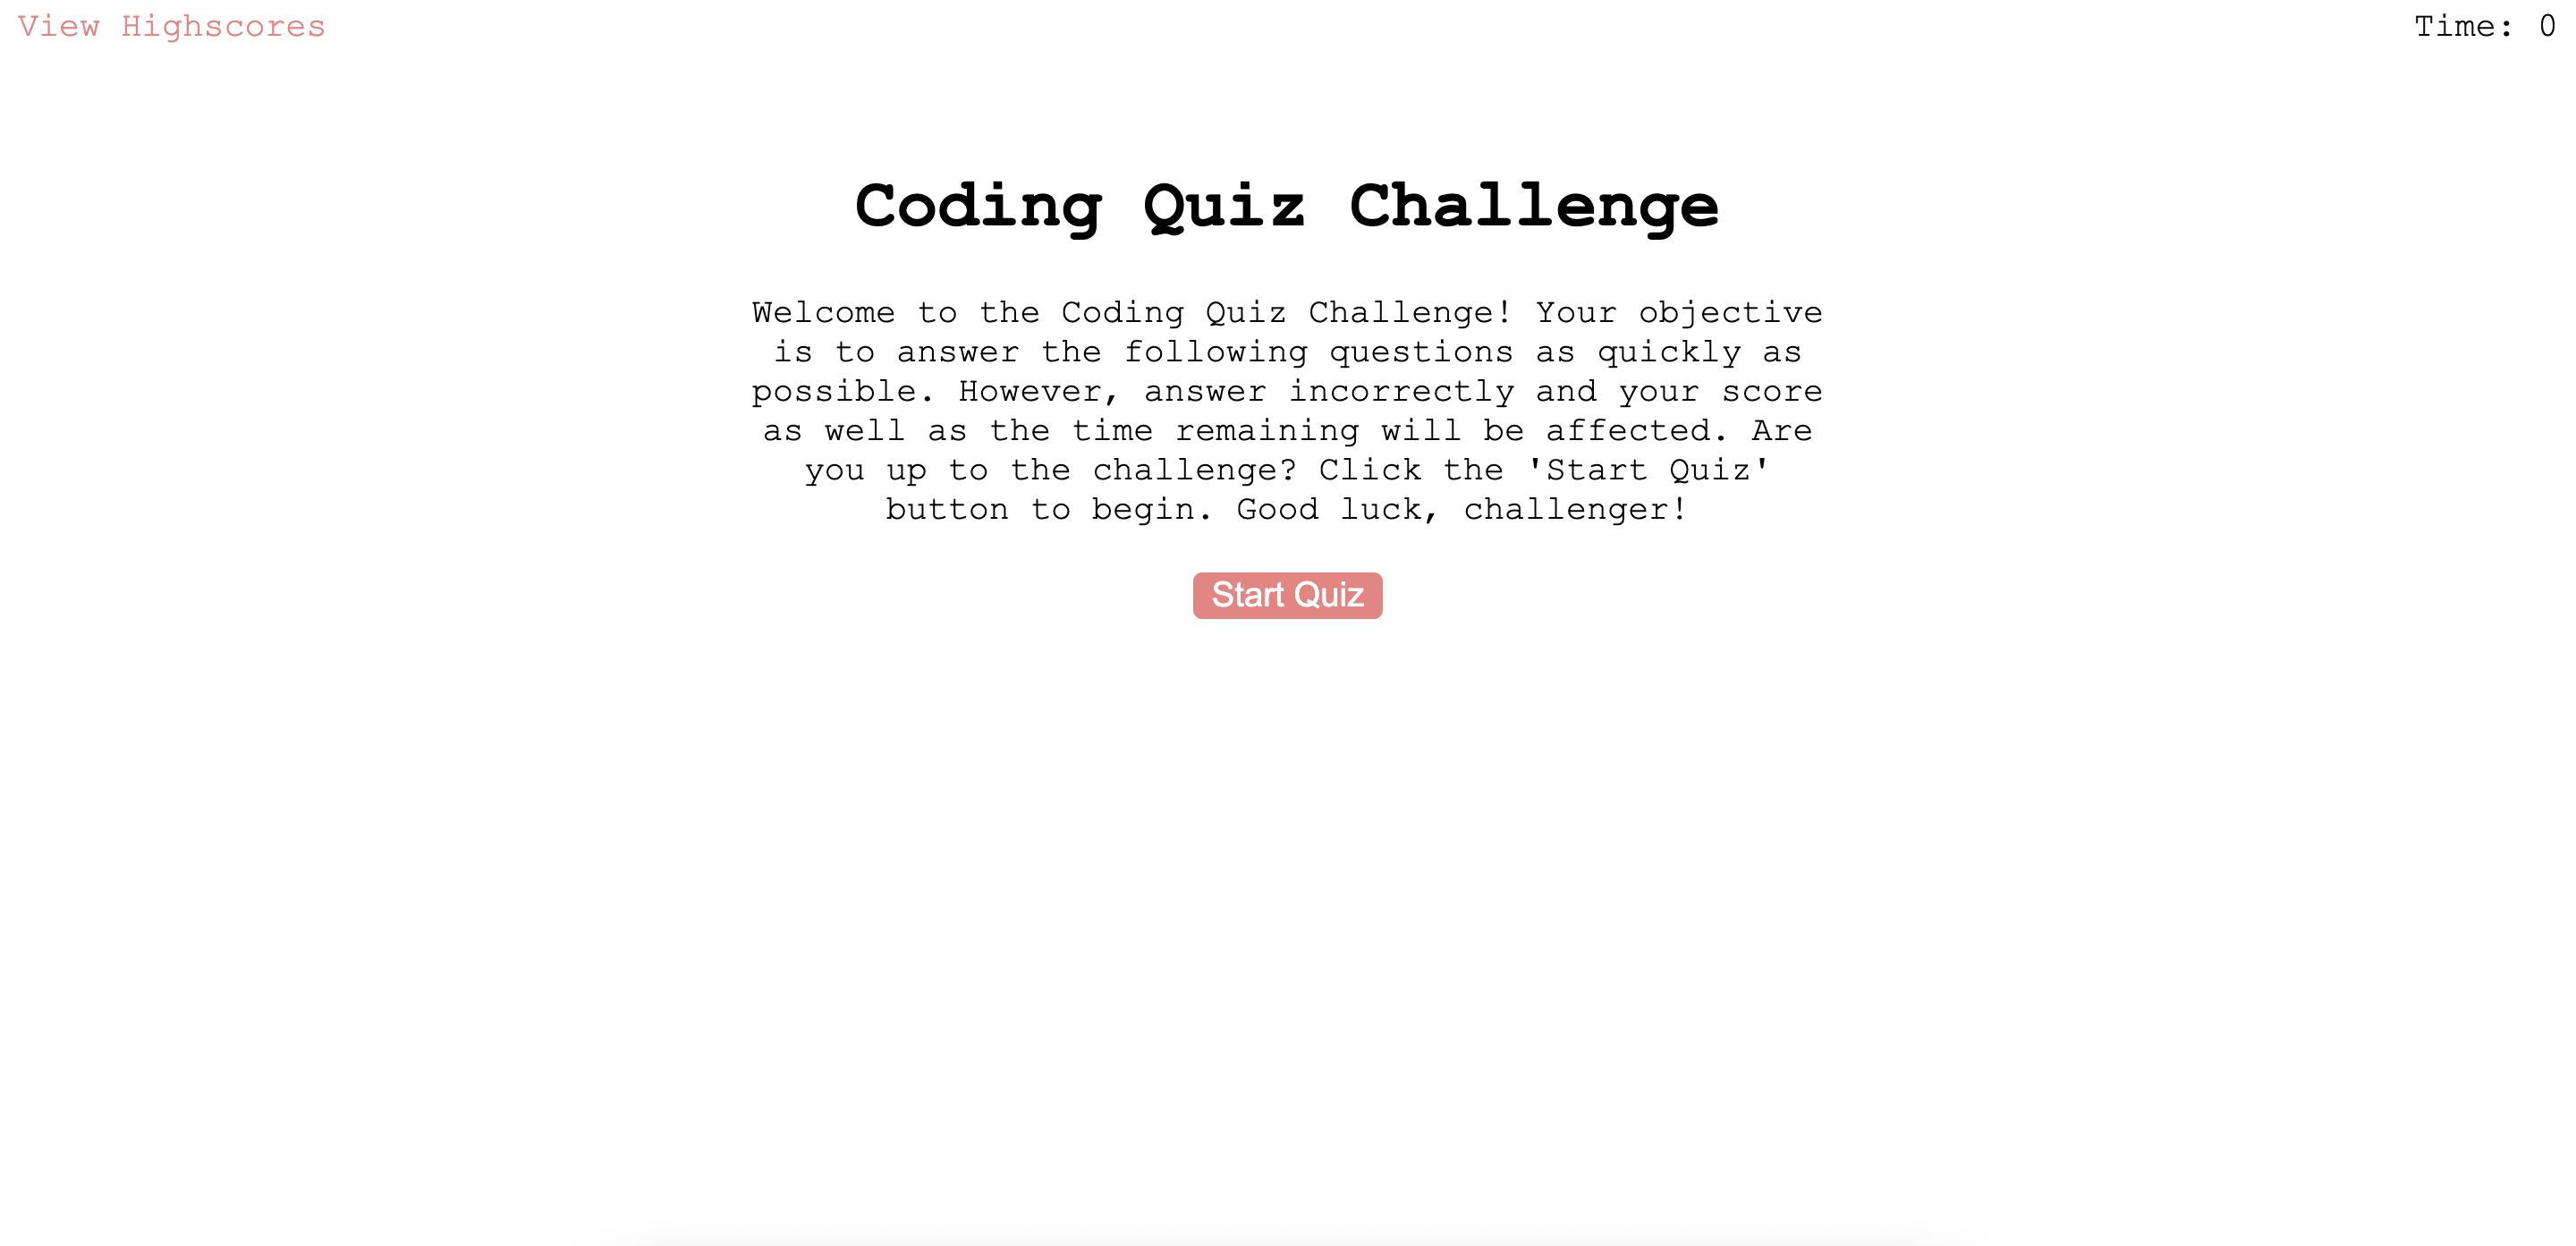 View Highscores
Time: 0
Coding Quiz Challenge
Welcome to the Coding Quiz Challenge! Your objective
is to answer the following questions as quickly as
possible. However, answer incorrectly and your score
as well as the time remaining will be affected. Are
you up to the challenge? Click the 'Start Quiz'
button to begin. Good luck, challenger!
Start Quiz